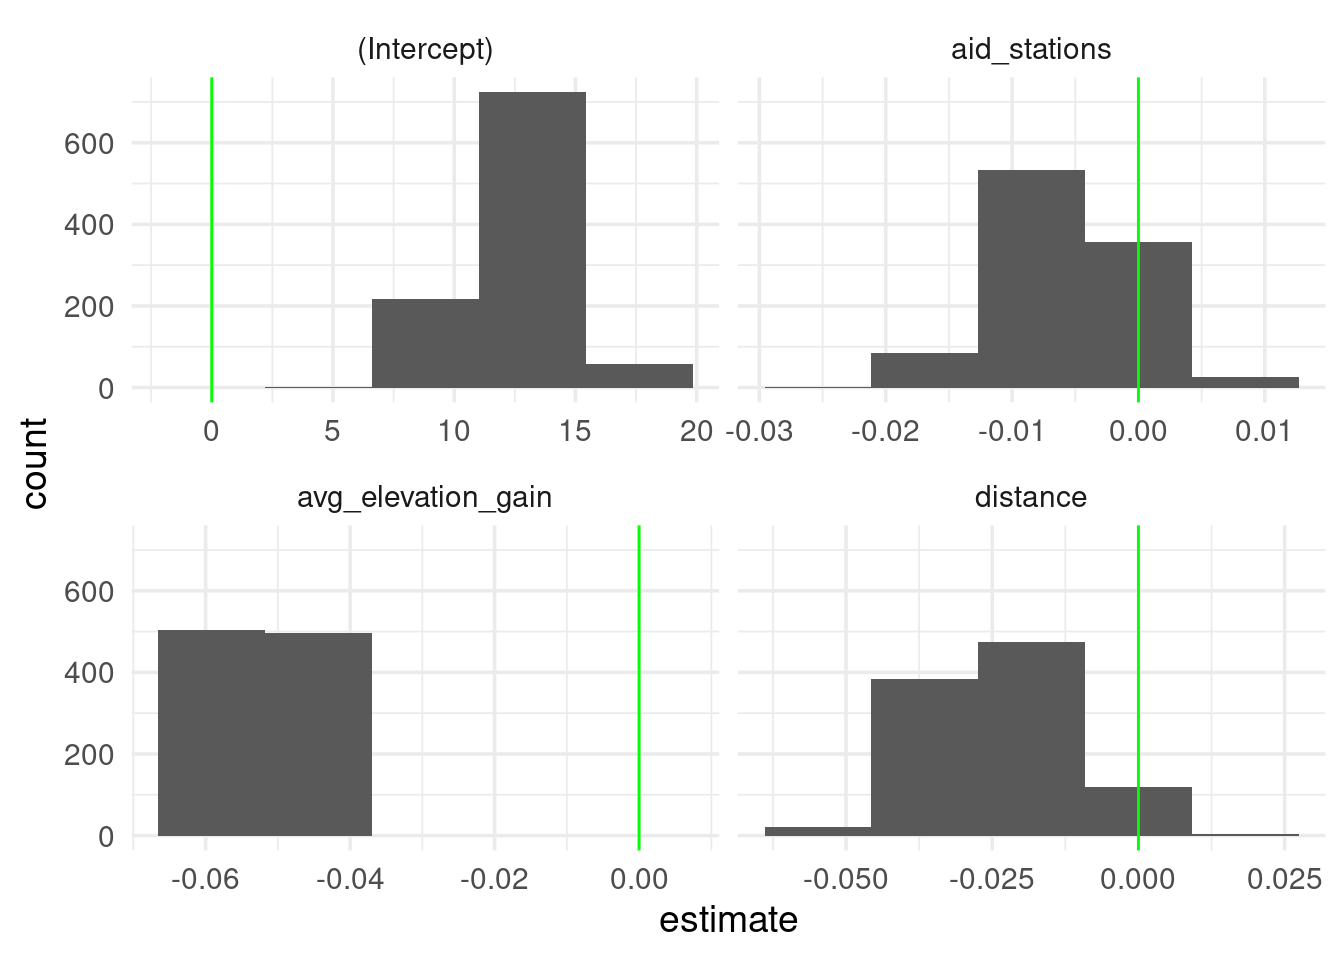 (Intercept) aid_stations
600
400
200
0
0 5 10 15 20 -0.03 -0.02 -0.01 0.00 0.01
count
avg_elevation_gain distance
600
400
200
0
-0.06 -0.04 -0.02 0.00 -0.050 -0.025 0.000 0.025
estimate